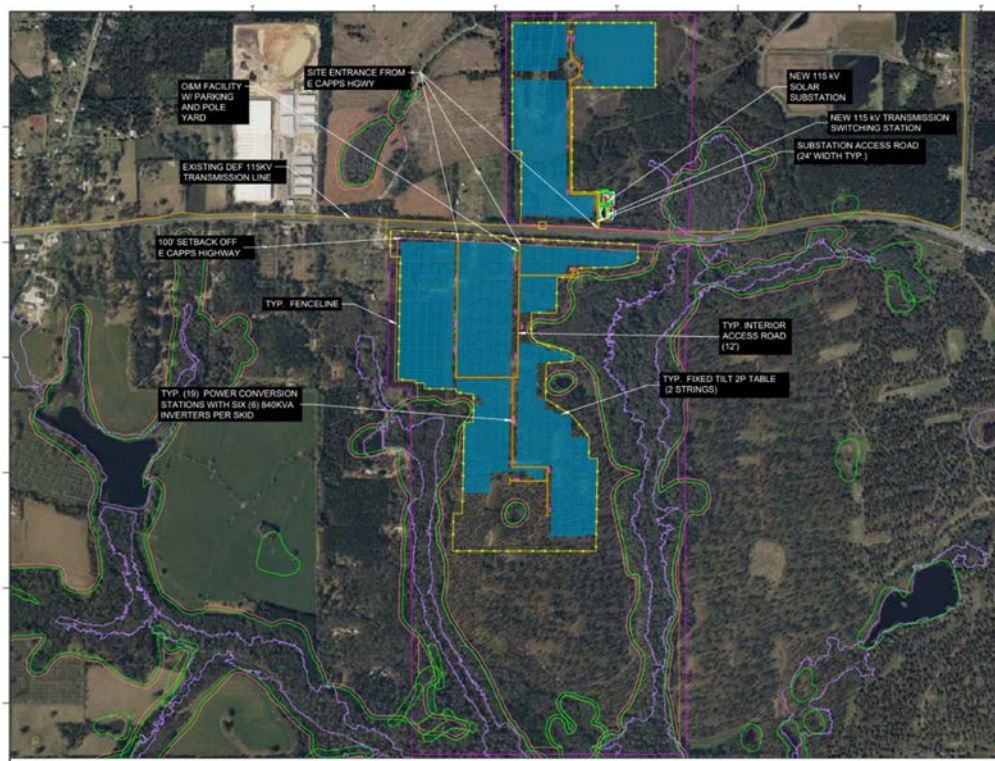 O&M FACILITY
W/ PARKING
AND POLE
YARD
SITE ENTRANCE FROM
E CAPPS HGWY
NEW 115 kV
SOLAR
SUBSTATION
NEW 115 kV TRANSMISSION
SWITCHING STATION
SUBSTATION ACCESS ROAD
(24' WIDTH TYP.)
EXISTING DEF 115KV
TRANSMISSION LINE
100' SETBACK OFF
E CAPPS HIGHWAY
TYP. FENCELINE
TYP. INTERIOR
ACCESS ROAD
(12')
TYP. FIXED TILT 2P TABLE
(2 STRINGS)
TYP. (19) POWER CONVERSION
STATIONS WITH SIX (6) 840KVA
INVERTERS PER SKID